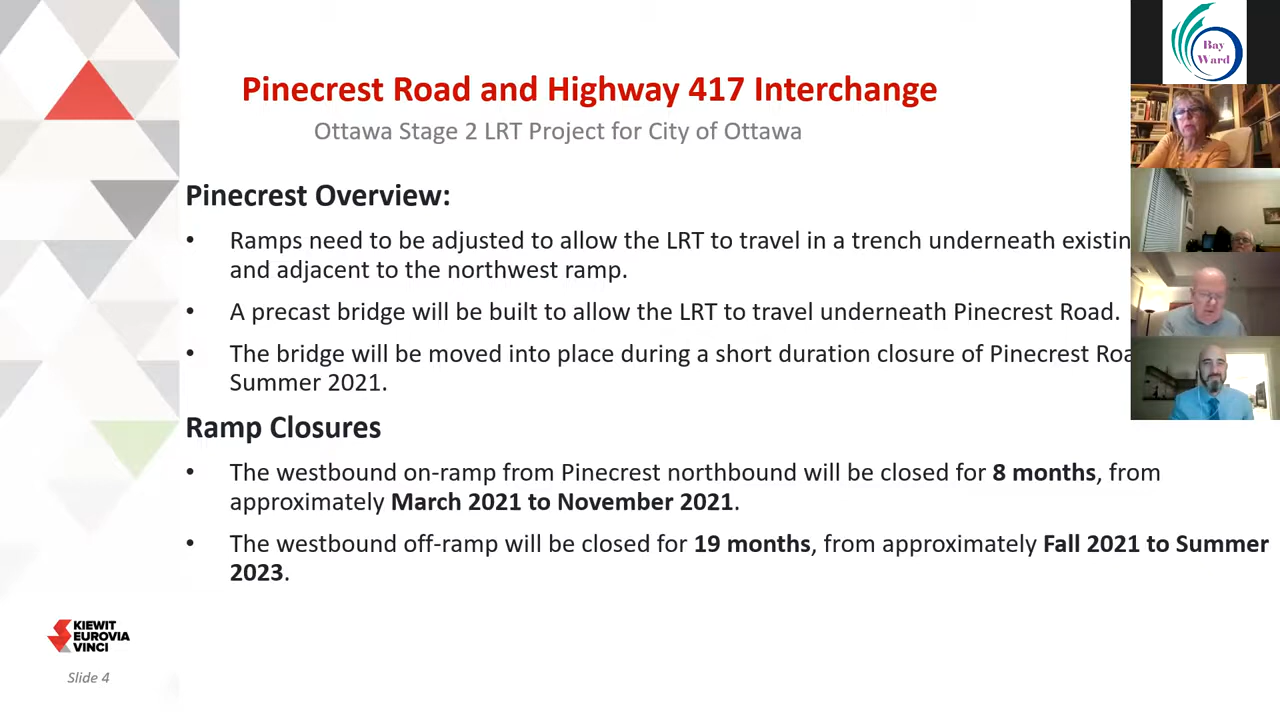 Pinecrest Road and Highway 417 Interchange
Ottawa Stage 2 LRT Project for City of Ottawa
Pinecrest Overview:
• Ramps need to be adjusted to allow the LRT to travel in a trench underneath existin
and adjacent to the northwest ramp.
• A precast bridge will be built to allow the LRT to travel underneath Pinecrest Road.
• The bridge will be moved into place during a short duration closure of Pinecrest Roa
Summer 2021.
Ramp Closures
• The westbound on-ramp from Pinecrest northbound will be closed for 8 months, from
approximately March 2021 to November 2021.
• The westbound off-ramp will be closed for 19 months, from approximately Fall 2021 to Summer
2023.
KIEWIT
EUROVIA
VINCI
Slide 4
Bay
Ward